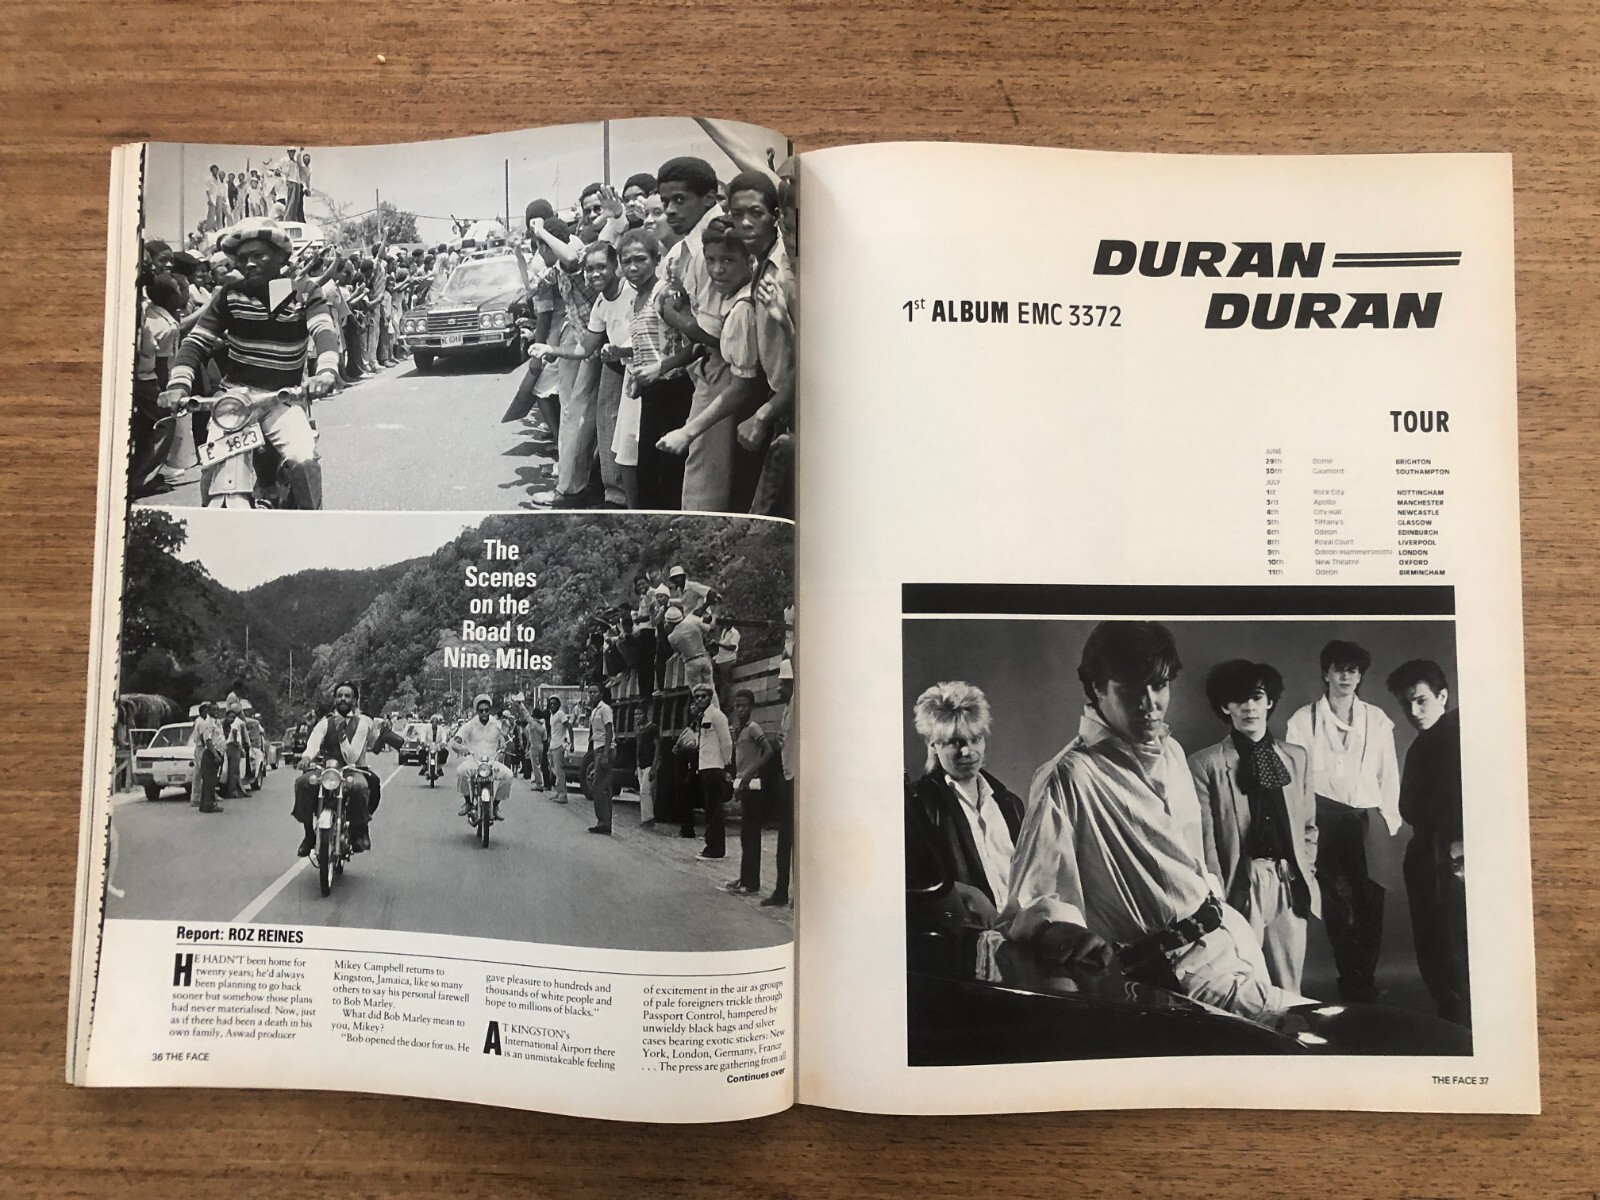 NE 6048
E 1623
The
Scenes
on the
Road to
Nine Miles
Report: ROZ REINES
HE HADN'T been home for
twenty years; he'd always
been planning to go back
sooner but somehow those plans
had never materialised. Now, just
as if there had been a death in his
own family, Aswad producer
Mikey Campbell returns to
Kingston, Jamaica, like so many
others to say his personal farewell
to Bob Marley.
What did Bob Marley mean to
you, Mikey?
"Bob opened the door for us. He
gave pleasure to hundreds and
thousands of white people and
hope to millions of blacks."
AT KINGSTON's
International Airport there
is an unmistakeable feeling
of excitement in the air as groups
of pale foreigners trickle through
Passport Control, hampered by
unwieldy black bags and silver
cases bearing exotic stickers: New
York, London, Germany, France
. . . The press are gathering from all
Continues over
36 THE FACE
DURAN
DURAN
1st ALBUM EMC 3372
TOUR
JUNE
29th Dome BRIGHTON
30th Gaumont SOUTHAMPTON
JULY
1st Rock City NOTTINGHAM
3rd Apollo MANCHESTER
4th City Hall NEWCASTLE
5th Tiffany's GLASGOW
6th Odeon EDINBURGH
8th Royal Court LIVERPOOL
9th Odeon (Hammersmith) LONDON
10th New Theatre OXFORD
11th Odeon BIRMINGHAM
THE FACE 37